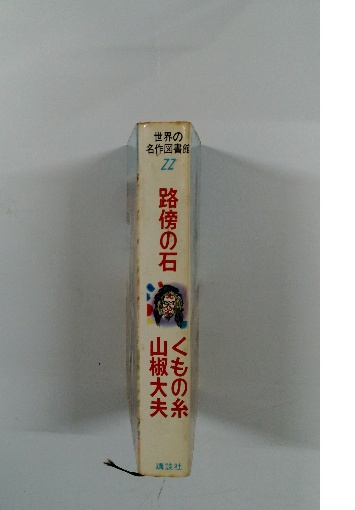 世界の
名作図書館
22
路傍の石
くもの糸
山椒大夫
講談社